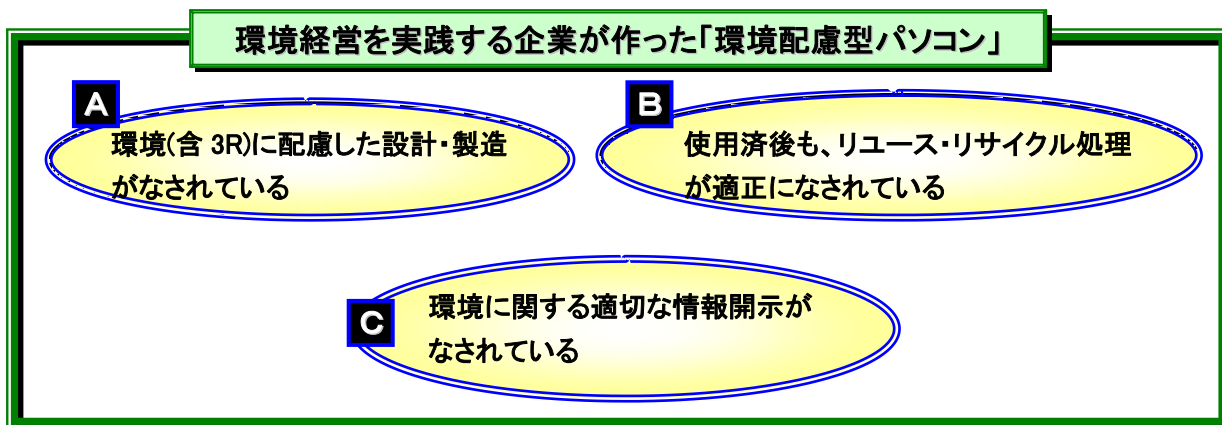 環境経営を実践する企業が作った「環境配慮型パソコン」
A
環境(含 3R)に配慮した設計・製造
がなされている
B
使用済後も、リユース・リサイクル処理
が適正になされている
C
環境に関する適切な情報開示が
なされている